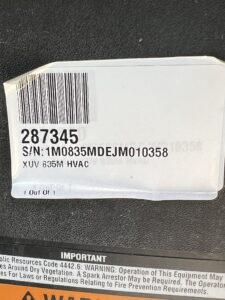 287345
S/N:1M0835MDEJM010358
XUV 835M HVAC
1 Out Of 1
IMPORTANT
Public Resources Code 4442.6: WARNING: Operation of This Equipment May
Around Dry Vegetation. A Spark Arrestor May be Required. The Operator
For Laws or Regulations Relating to Fire Prevention Requirements.
WARN